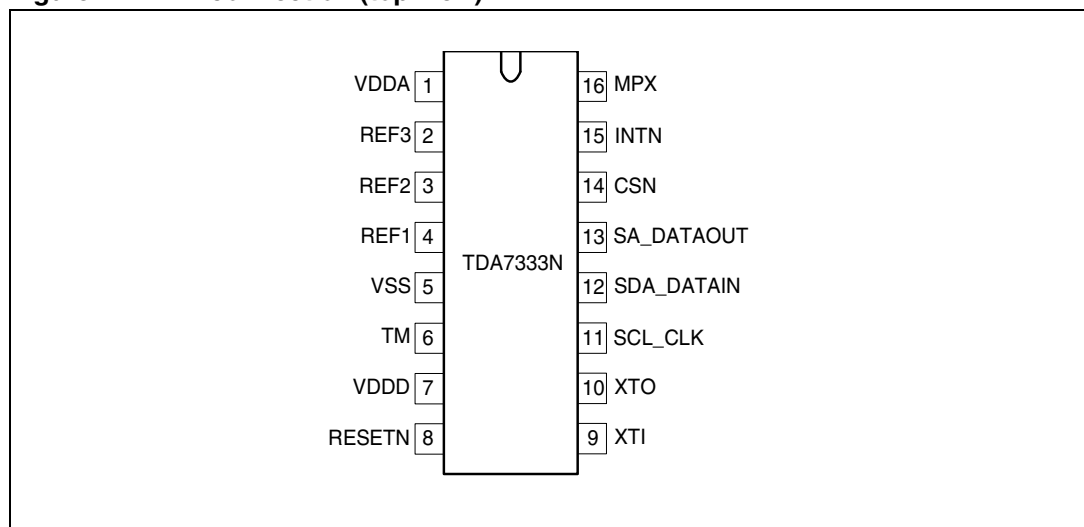 VDDA 1
REF3 2
REF2 3
REF1 4
VSS 5
TM 6
VDDD 7
RESETN 8
TDA7333N
16 MPX
15 INTN
14 CSN
13 SA_DATAOUT
12 SDA_DATAIN
11 SCL_CLK
10 XTO
9 XTI